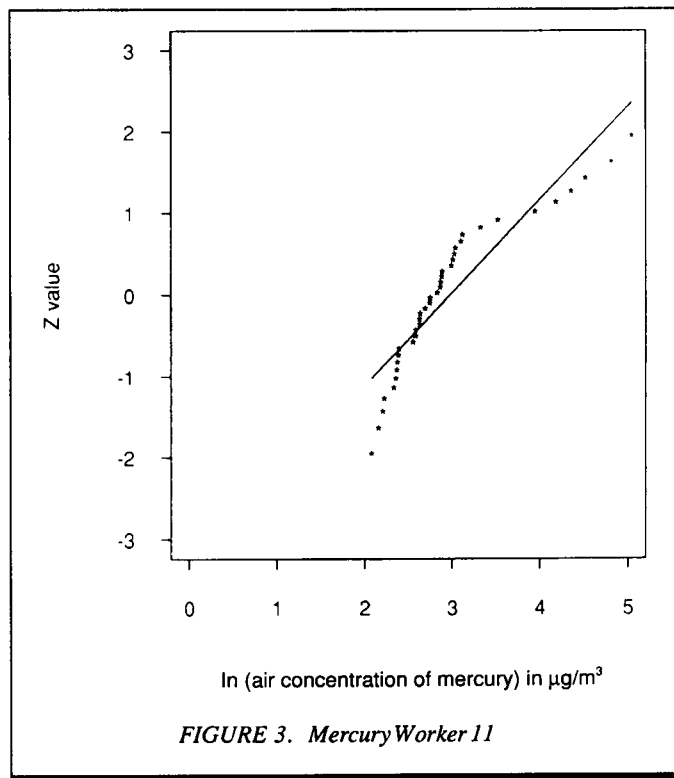 3
2
1
0
-1
-2
-3
Z value
0 1 2 3 4 5
ln (air concentration of mercury) in µg/m³
FIGURE 3. Mercury Worker 11